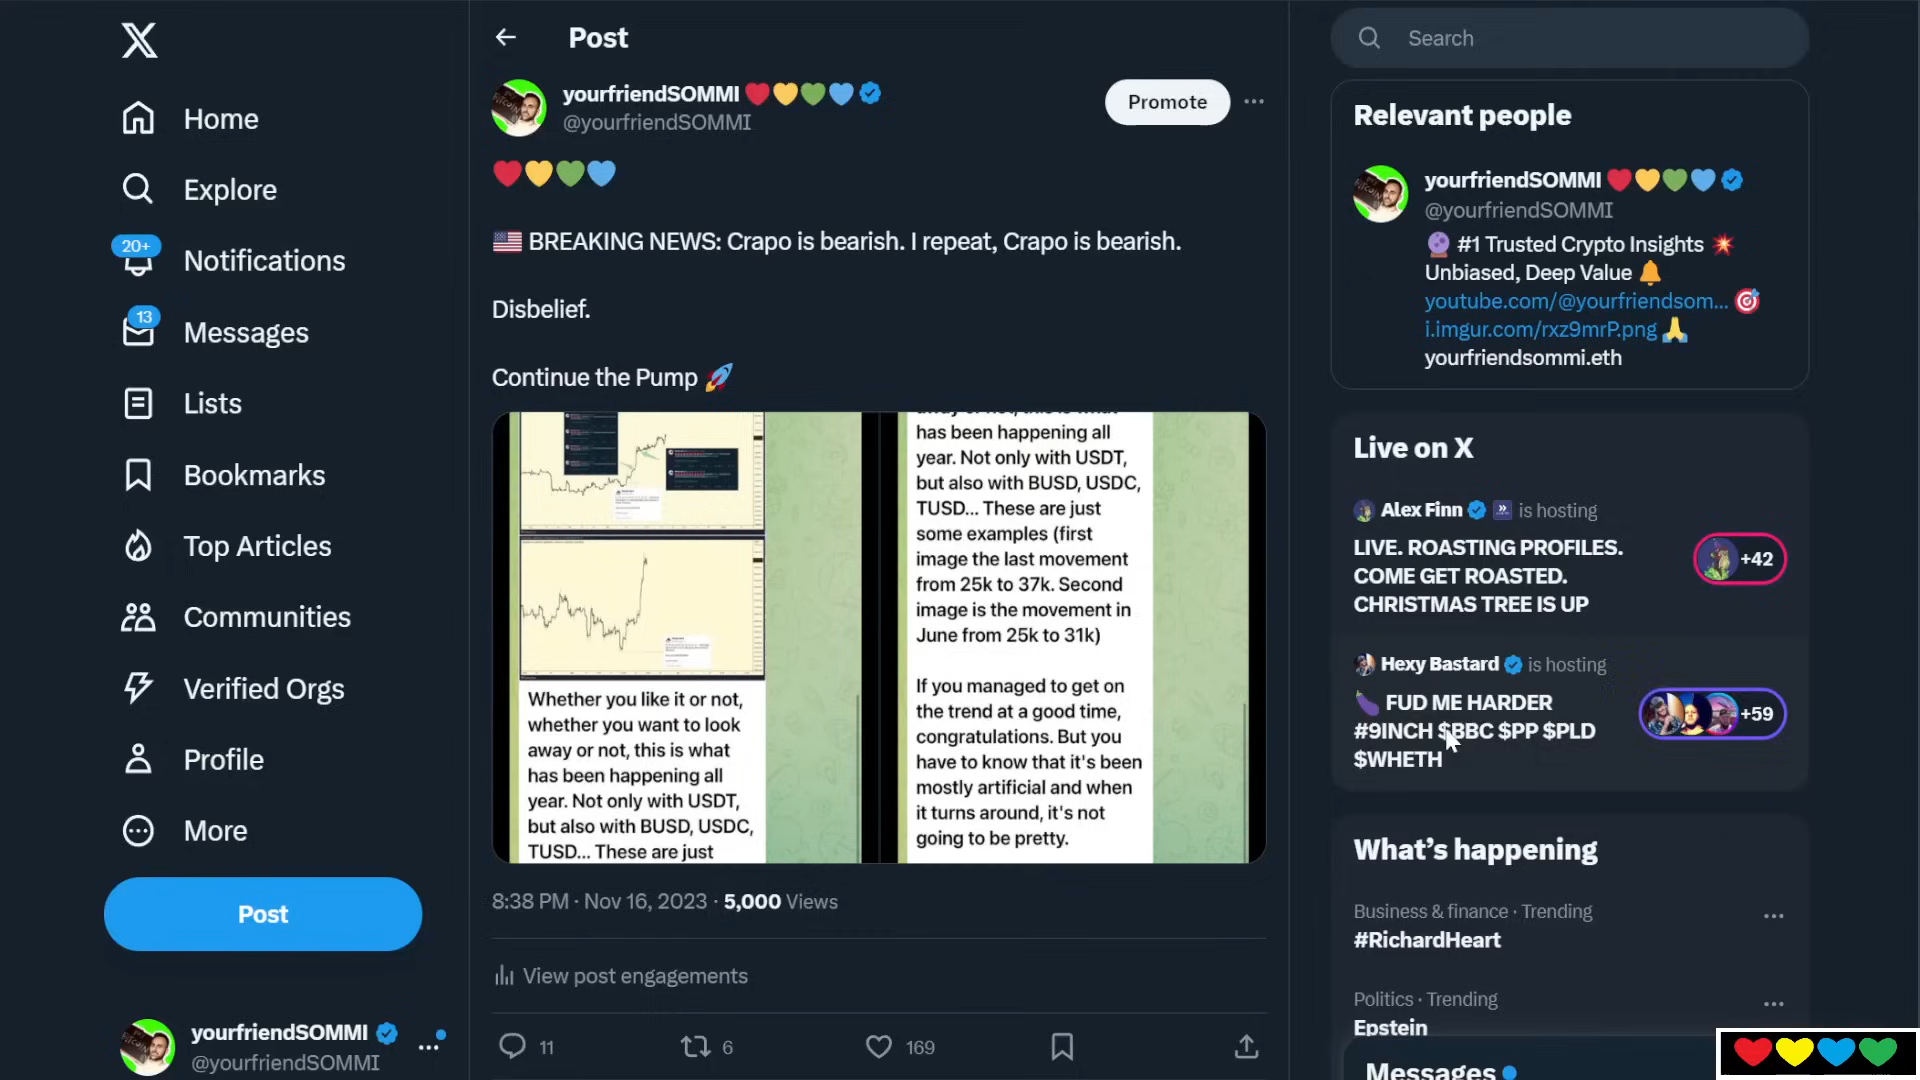 Home
Explore
20+
Notifications
13
Messages
Lists
Bookmarks
Top Articles
Communities
Verified Orgs
Profile
More
Post
yourfriendSOMMI
@yourfriendSOMMI
Post
yourfriendSOMMI
@yourfriendSOMMI
Promote
BREAKING NEWS: Crapo is bearish. I repeat, Crapo is bearish.
Disbelief.
Continue the Pump
Whether you like it or not,
whether you want to look
away or not, this is what
has been happening all
year. Not only with USDT,
but also with BUSD, USDC,
TUSD... These are just
away or not, this is what
has been happening all
year. Not only with USDT,
but also with BUSD, USDC,
TUSD... These are just
some examples (first
image the last movement
from 25k to 37k. Second
image is the movement in
June from 25k to 31k)
If you managed to get on
the trend at a good time,
congratulations. But you
have to know that it's been
mostly artificial and when
it turns around, it's not
going to be pretty.
8:38 PM · Nov 16, 2023 · 5,000 Views
View post engagements
11
6
169
Search
Relevant people
yourfriendSOMMI
@yourfriendSOMMI
#1 Trusted Crypto Insights
Unbiased, Deep Value
youtube.com/@yourfriendsom...
i.imgur.com/rxz9mrP.png
yourfriendsommi.eth
Live on X
Alex Finn is hosting
LIVE. ROASTING PROFILES.
COME GET ROASTED.
CHRISTMAS TREE IS UP
+42
Hexy Bastard is hosting
FUD ME HARDER
#9INCH $BBC $PP $PLD
$WHETH
+59
What's happening
Business & finance · Trending
#RichardHeart
Politics · Trending
Epstein
Messages